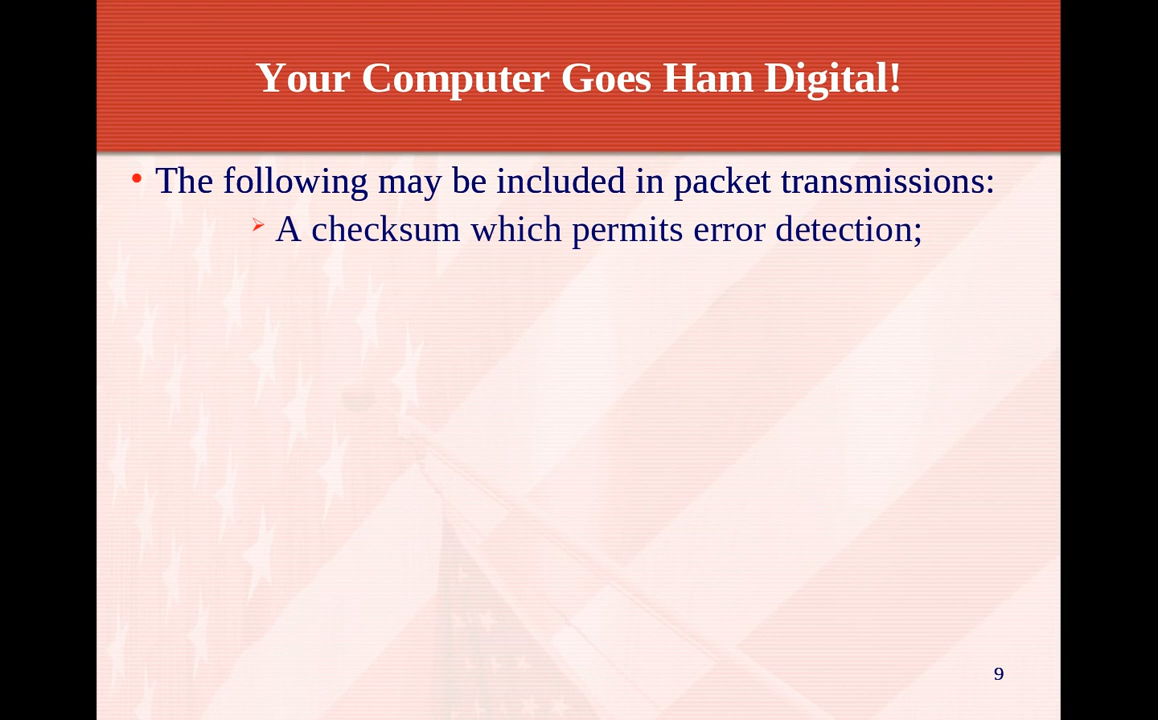 Your Computer Goes Ham Digital!
• The following may be included in packet transmissions:
➢ A checksum which permits error detection;
9